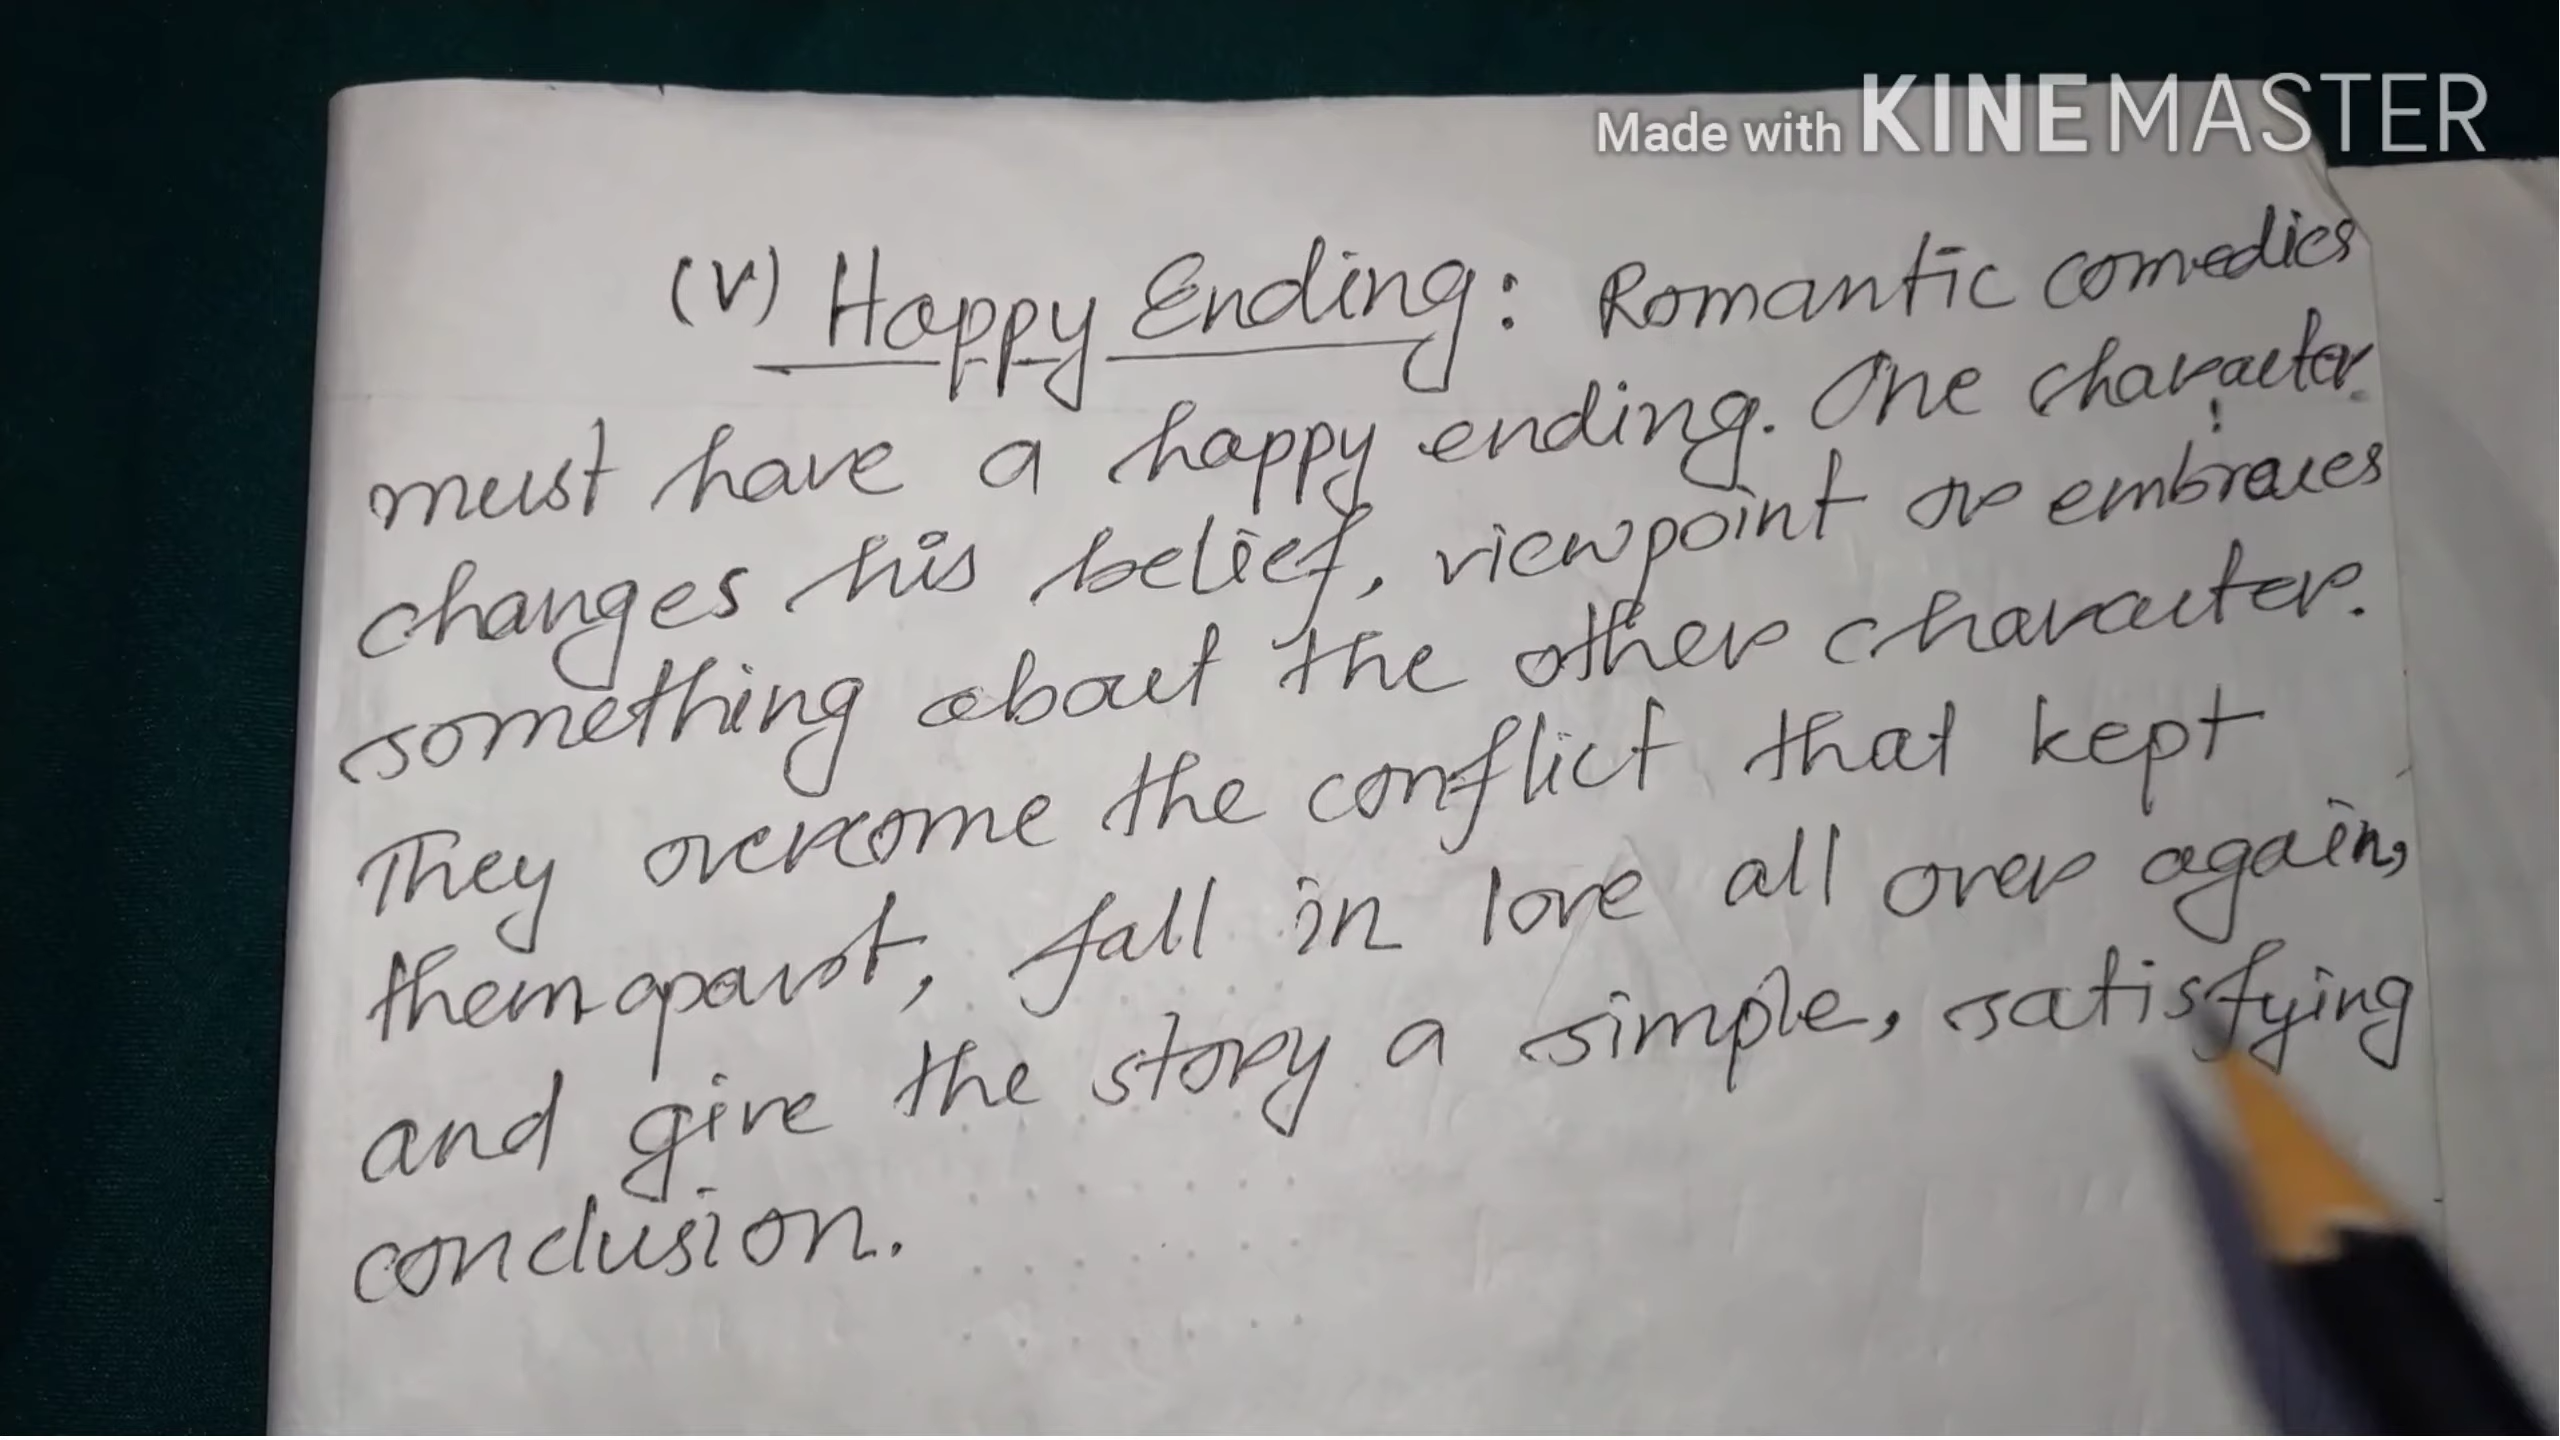 Made with KINEMASTER
(V) Happy Ending: Romantic comedies
must have a happy ending. One character
changes his belief, viewpoint or embraces
something about the other character.
They overcome the conflict that kept
them apart, fall in love all over again,
and give the story a simple, satisfying
conclusion.